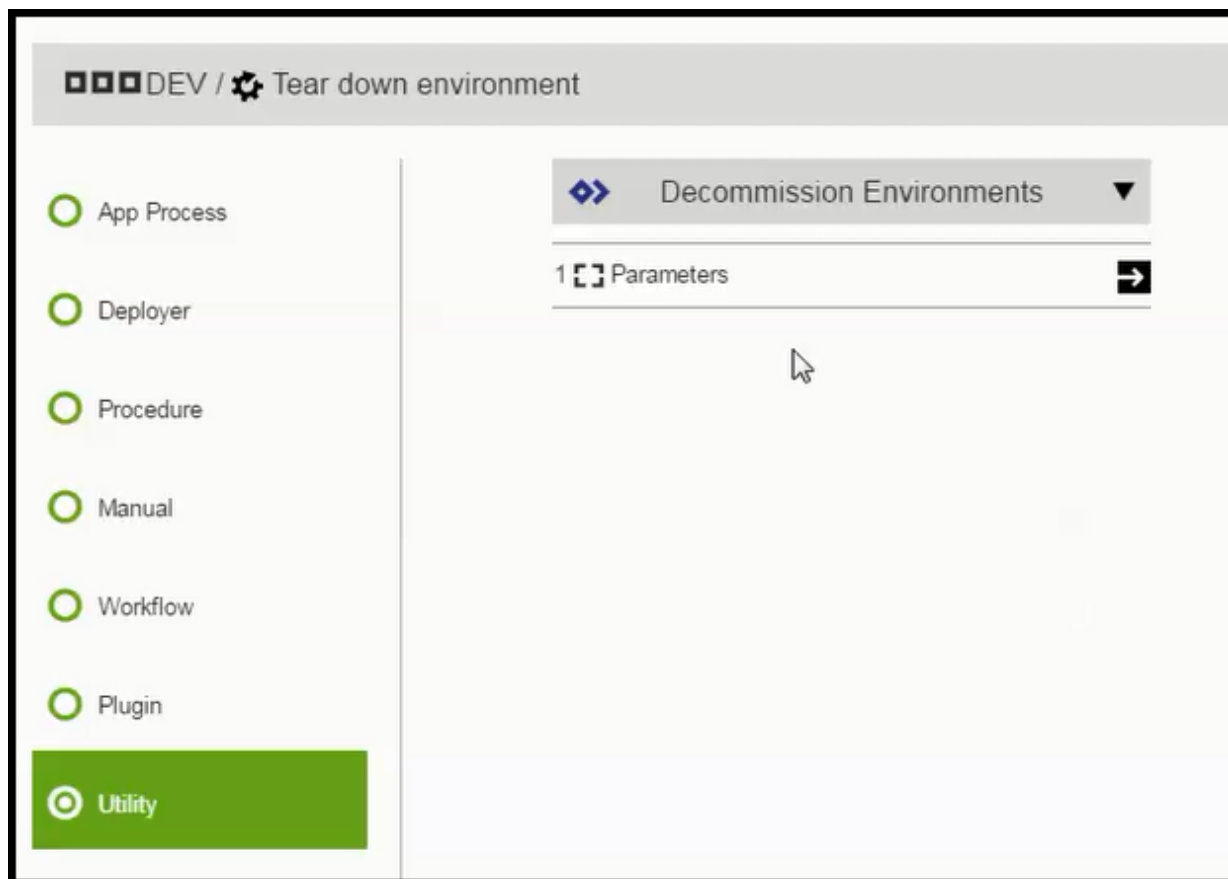 DEV / Tear down environment
App Process
Deployer
Procedure
Manual
Workflow
Plugin
Utility
Decommission Environments
1 Parameters